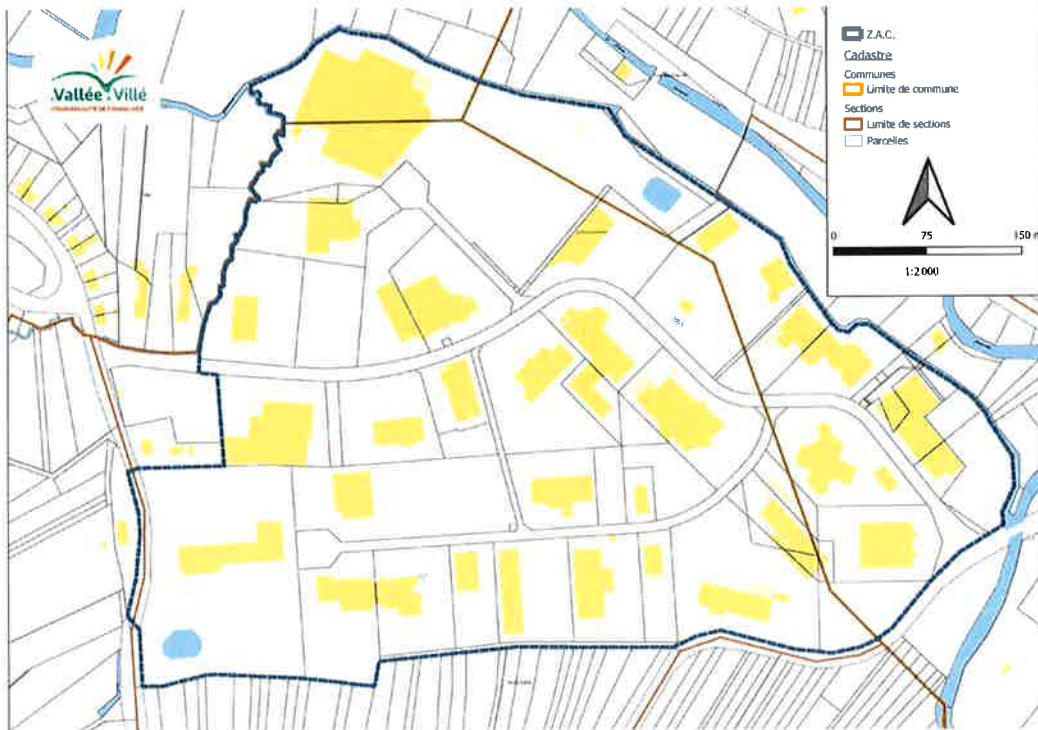 Vallée Villé
Z.A.C.
Cadastre
Communes
Limite de commune
Sections
Limite de sections
Parcelles
0 75 150 m
1:2 000